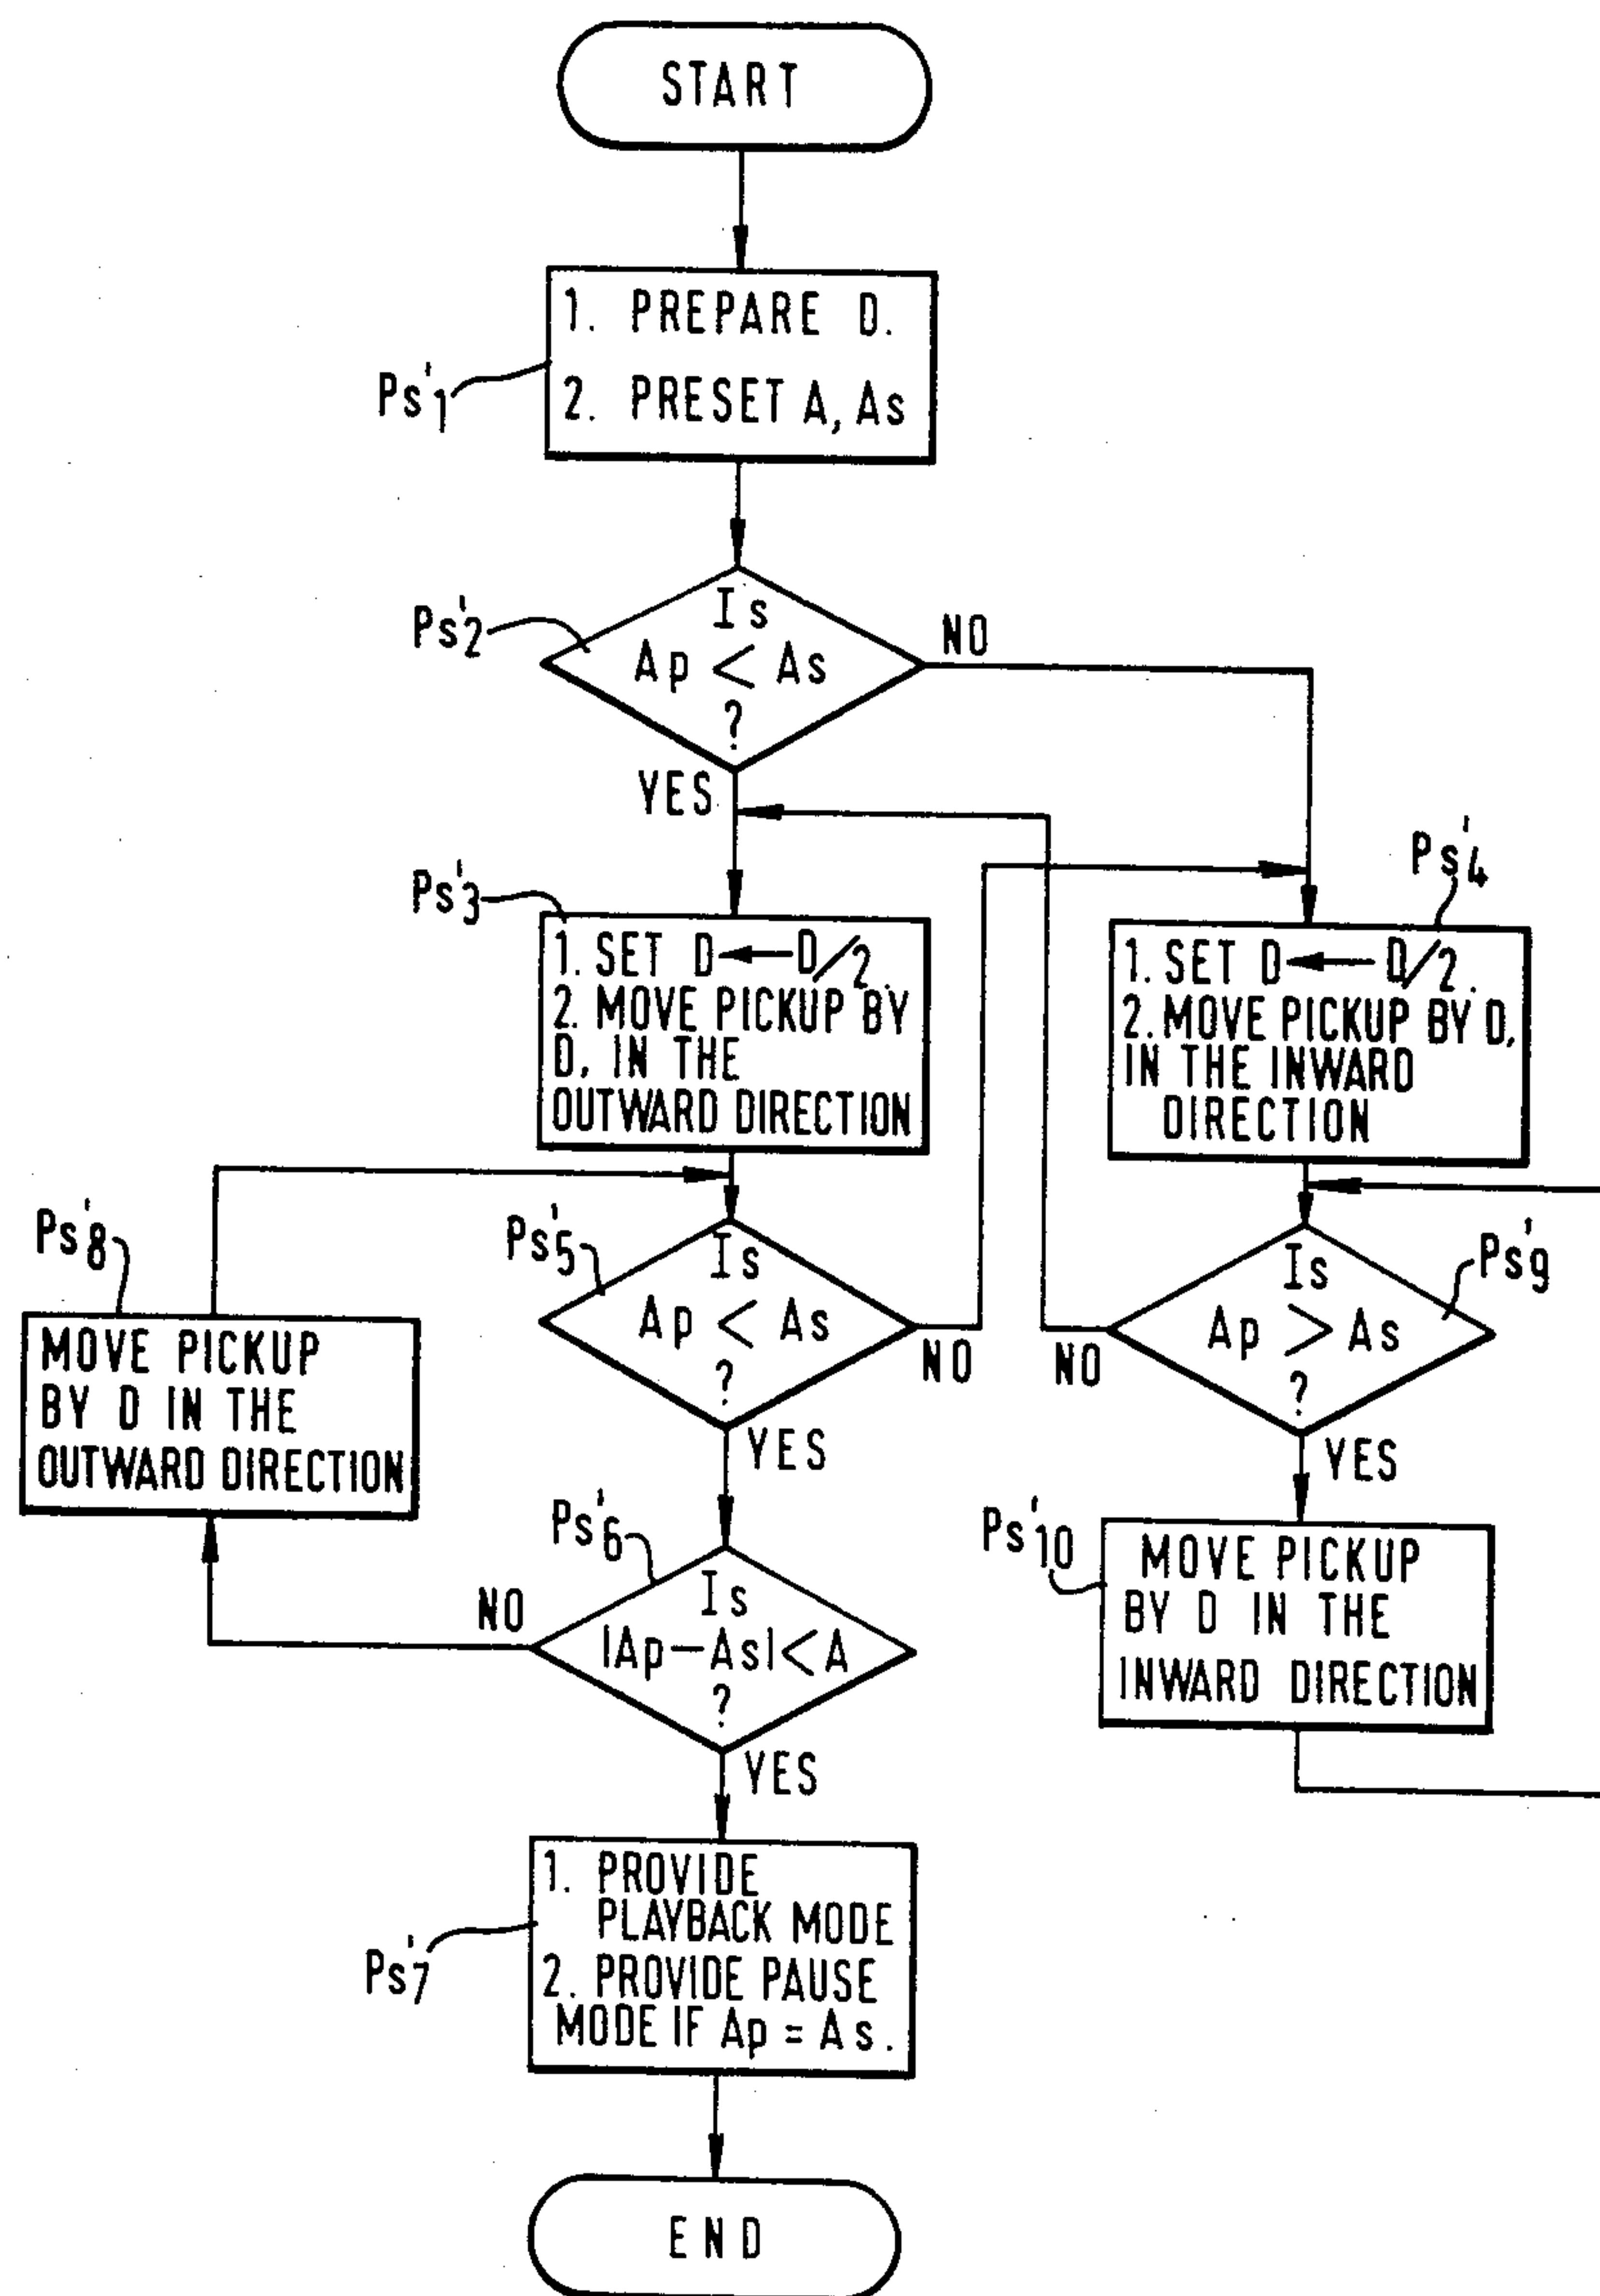 START
1. PREPARE D.
2. PRESET A, As
Ps'1
Is
Ap < As
?
Ps'2
NO
YES
Ps'3
1. SET D←D/2.
2. MOVE PICKUP BY
D, IN THE
OUTWARD DIRECTION
Ps'4
1. SET D←D/2.
2. MOVE PICKUP BY D,
IN THE INWARD
DIRECTION
Ps'8
MOVE PICKUP
BY D IN THE
OUTWARD DIRECTION
Ps'5
Is
Ap < As
?
NO
YES
Ps'9
Is
Ap > As
?
NO
YES
Ps'6
Is
|Ap-As|<A
?
NO
YES
Ps'10
MOVE PICKUP
BY D IN THE
INWARD DIRECTION
Ps'7
1. PROVIDE
PLAYBACK MODE
2. PROVIDE PAUSE
MODE IF Ap = As.
END